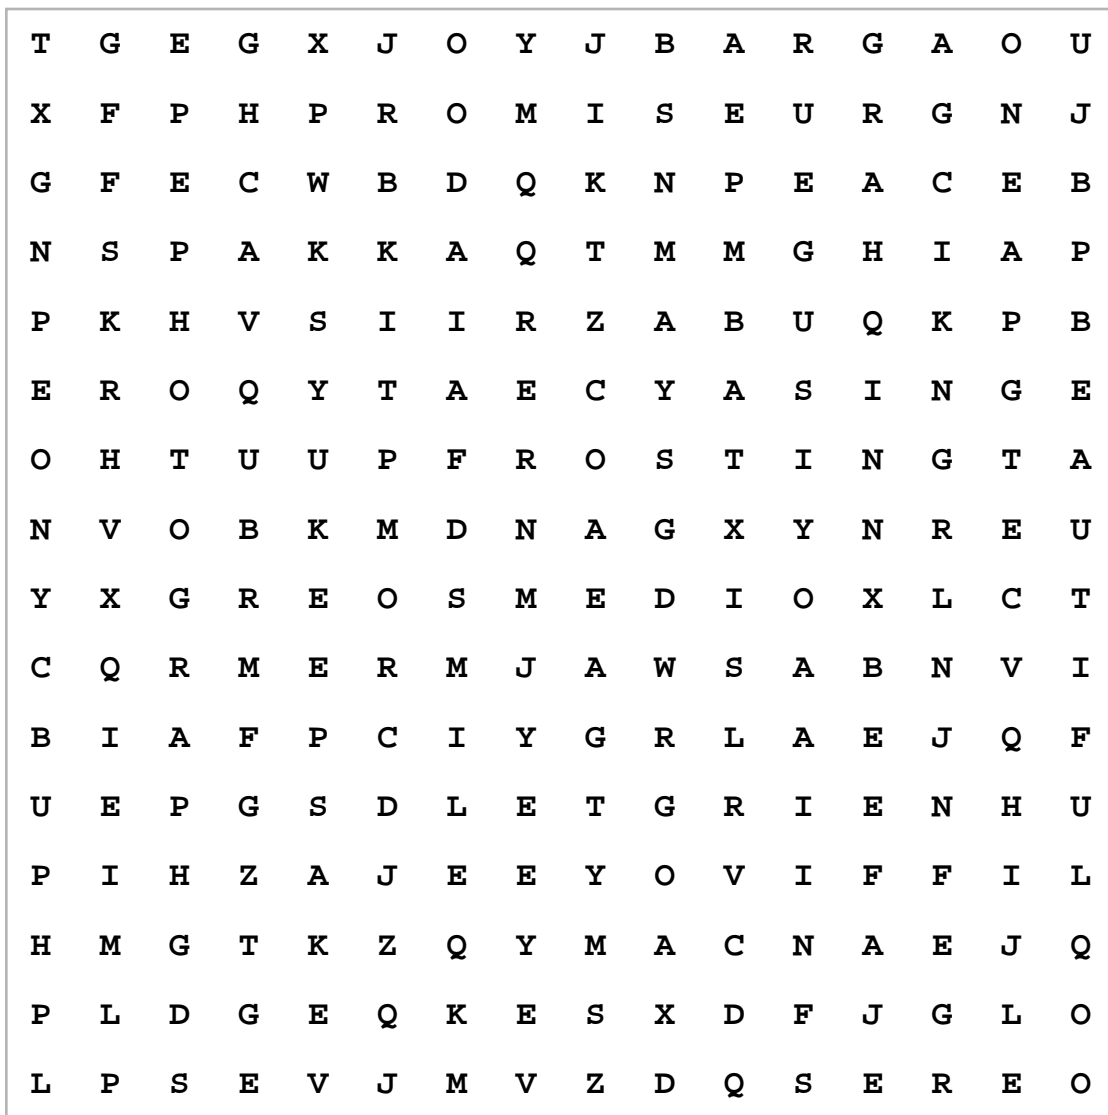 T G E G X J O Y J B A R G A O U
X F P H P R O M I S E U R G N J
G F E C W B D Q K N P E A C E B
N S P A K K A Q T M M G H I A P
P K H V S I I R Z A B U Q K P B
E R O Q Y T A E C Y A S I N G E
O H T U U P F R O S T I N G T A
N V O B K M D N A G X Y N R E U
Y X G R E O S M E D I O X L C T
C Q R M E R M J A W S A B N V I
B I A F P C I Y G R L A E J Q F
U E P G S D L E T G R I E N H U
P I H Z A J E E Y O V I F F I L
H M G T K Z Q Y M A C N A E J Q
P L D G E Q K E S X D F J G L O
L P S E V J M V Z D Q S E R E O